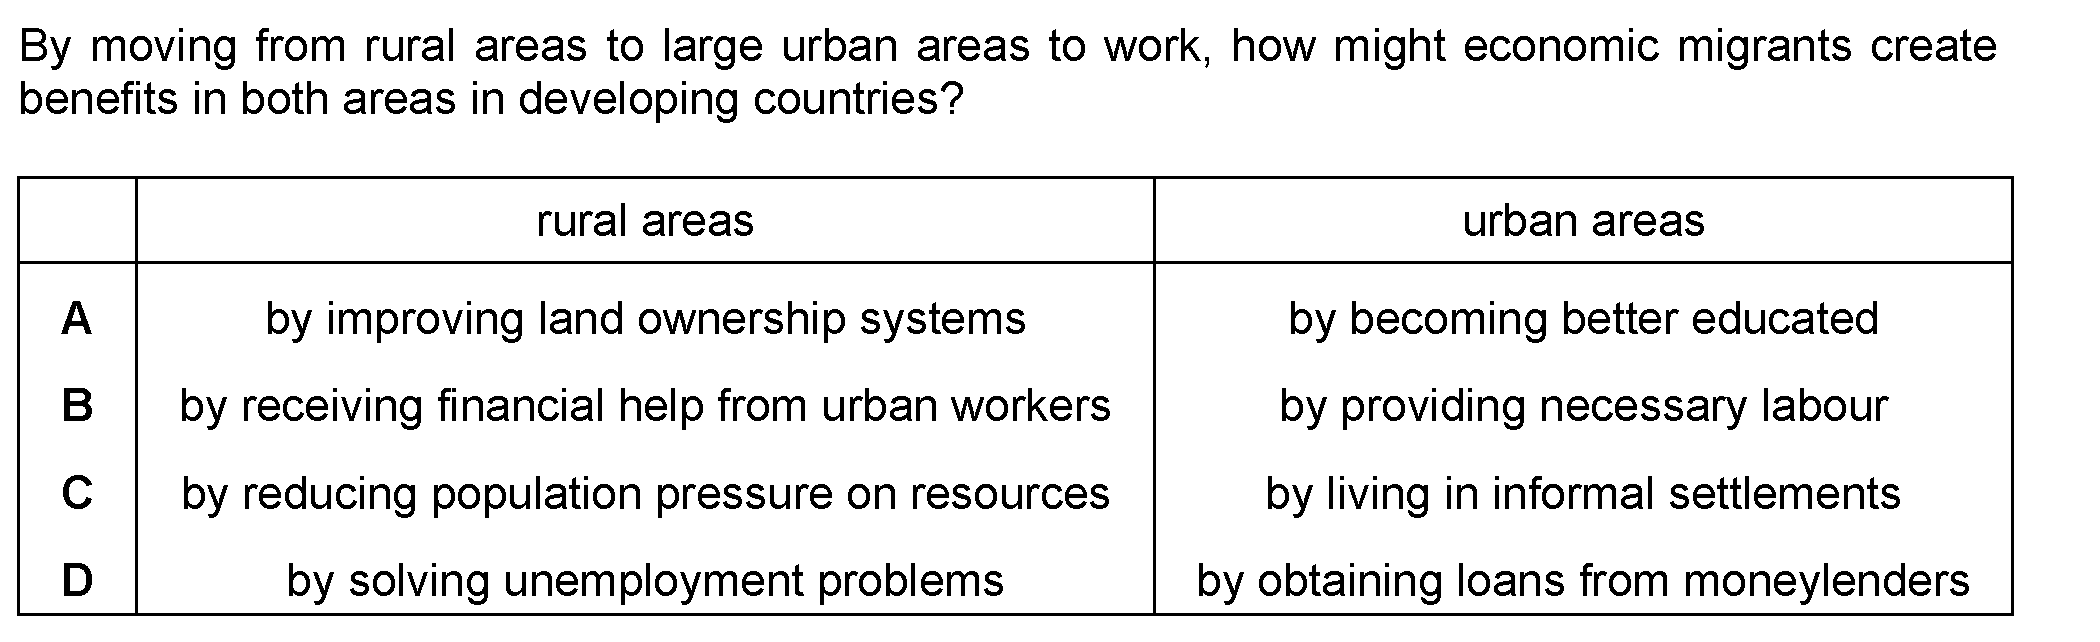 By moving from rural areas to large urban areas to work, how might economic migrants create
benefits in both areas in developing countries?
rural areas urban areas
A by improving land ownership systems by becoming better educated
B by receiving financial help from urban workers by providing necessary labour
C by reducing population pressure on resources by living in informal settlements
D by solving unemployment problems by obtaining loans from moneylenders